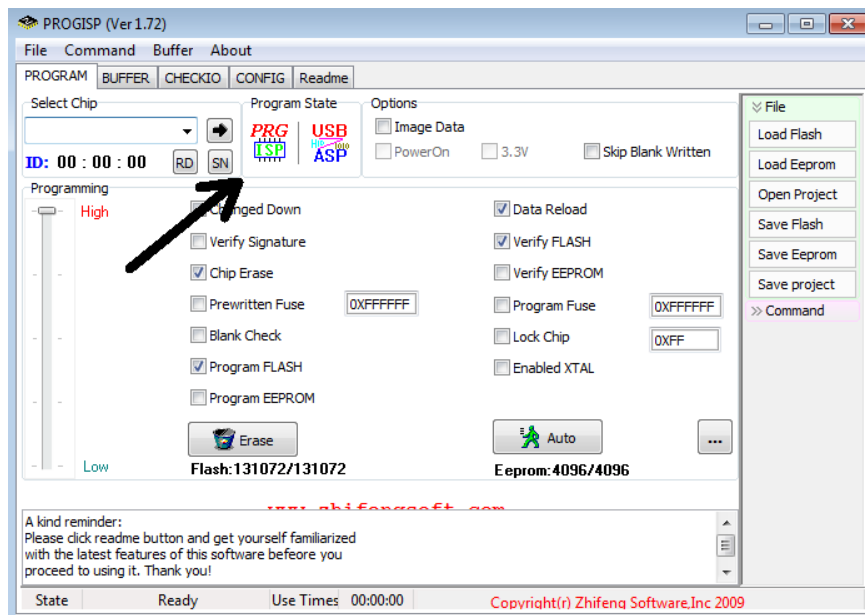 PROGISP (Ver 1.72)
File Command Buffer About
PROGRAM BUFFER CHECKIO CONFIG Readme
Select Chip
Program State
Options
PRG
ISP
USB
ASP
Image Data
PowerOn
3.3V
Skip Blank Written
ID: 00 : 00 : 00
RD
SN
Programming
High
Low
Changed Down
Data Reload
Verify Signature
Verify FLASH
Chip Erase
Verify EEPROM
Prewritten Fuse
0XFFFFFF
Program Fuse
0XFFFFFF
Blank Check
Lock Chip
0XFF
Program FLASH
Enabled XTAL
Program EEPROM
Erase
Auto
...
Flash:131072/131072
Eeprom:4096/4096
www.zhifengsoft.com
A kind reminder:
Please click readme button and get yourself familiarized
with the latest features of this software befeore you
proceed to using it. Thank you!
File
Load Flash
Load Eeprom
Open Project
Save Flash
Save Eeprom
Save project
Command
State Ready Use Times 00:00:00 Copyright(r) Zhifeng Software,Inc 2009